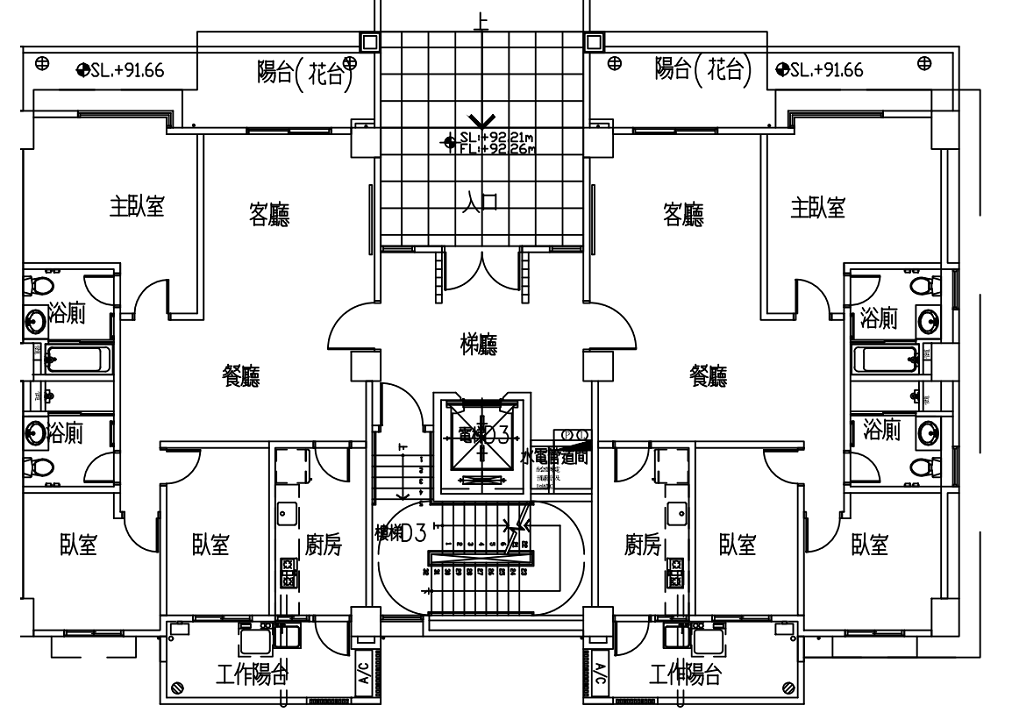 上
陽台(花台)
陽台(花台)
SL.+91.66
SL.+91.66
SL:+92.21m
FL:+92.26m
入口
主臥室
客廳
客廳
主臥室
浴廁
浴廁
梯廳
餐廳
餐廳
浴廁
浴廁
電梯D3
水電管道間
樓梯D3
臥室
臥室
廚房
廚房
臥室
臥室
工作陽台
A/C
A/C
工作陽台